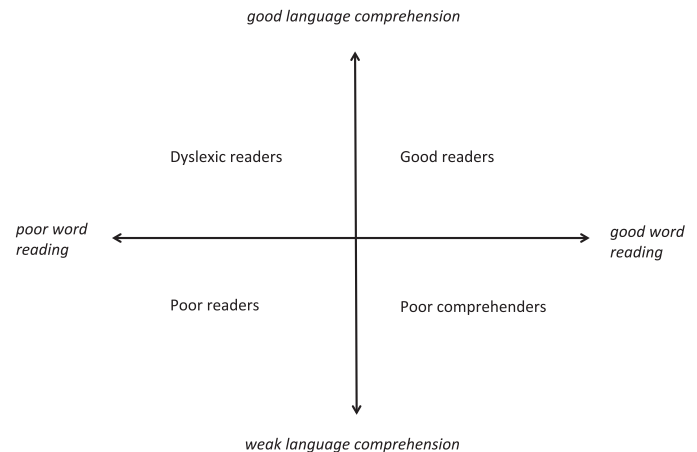 good language comprehension
Dyslexic readers
Good readers
poor word
reading
good word
reading
Poor readers
Poor comprehenders
weak language comprehension